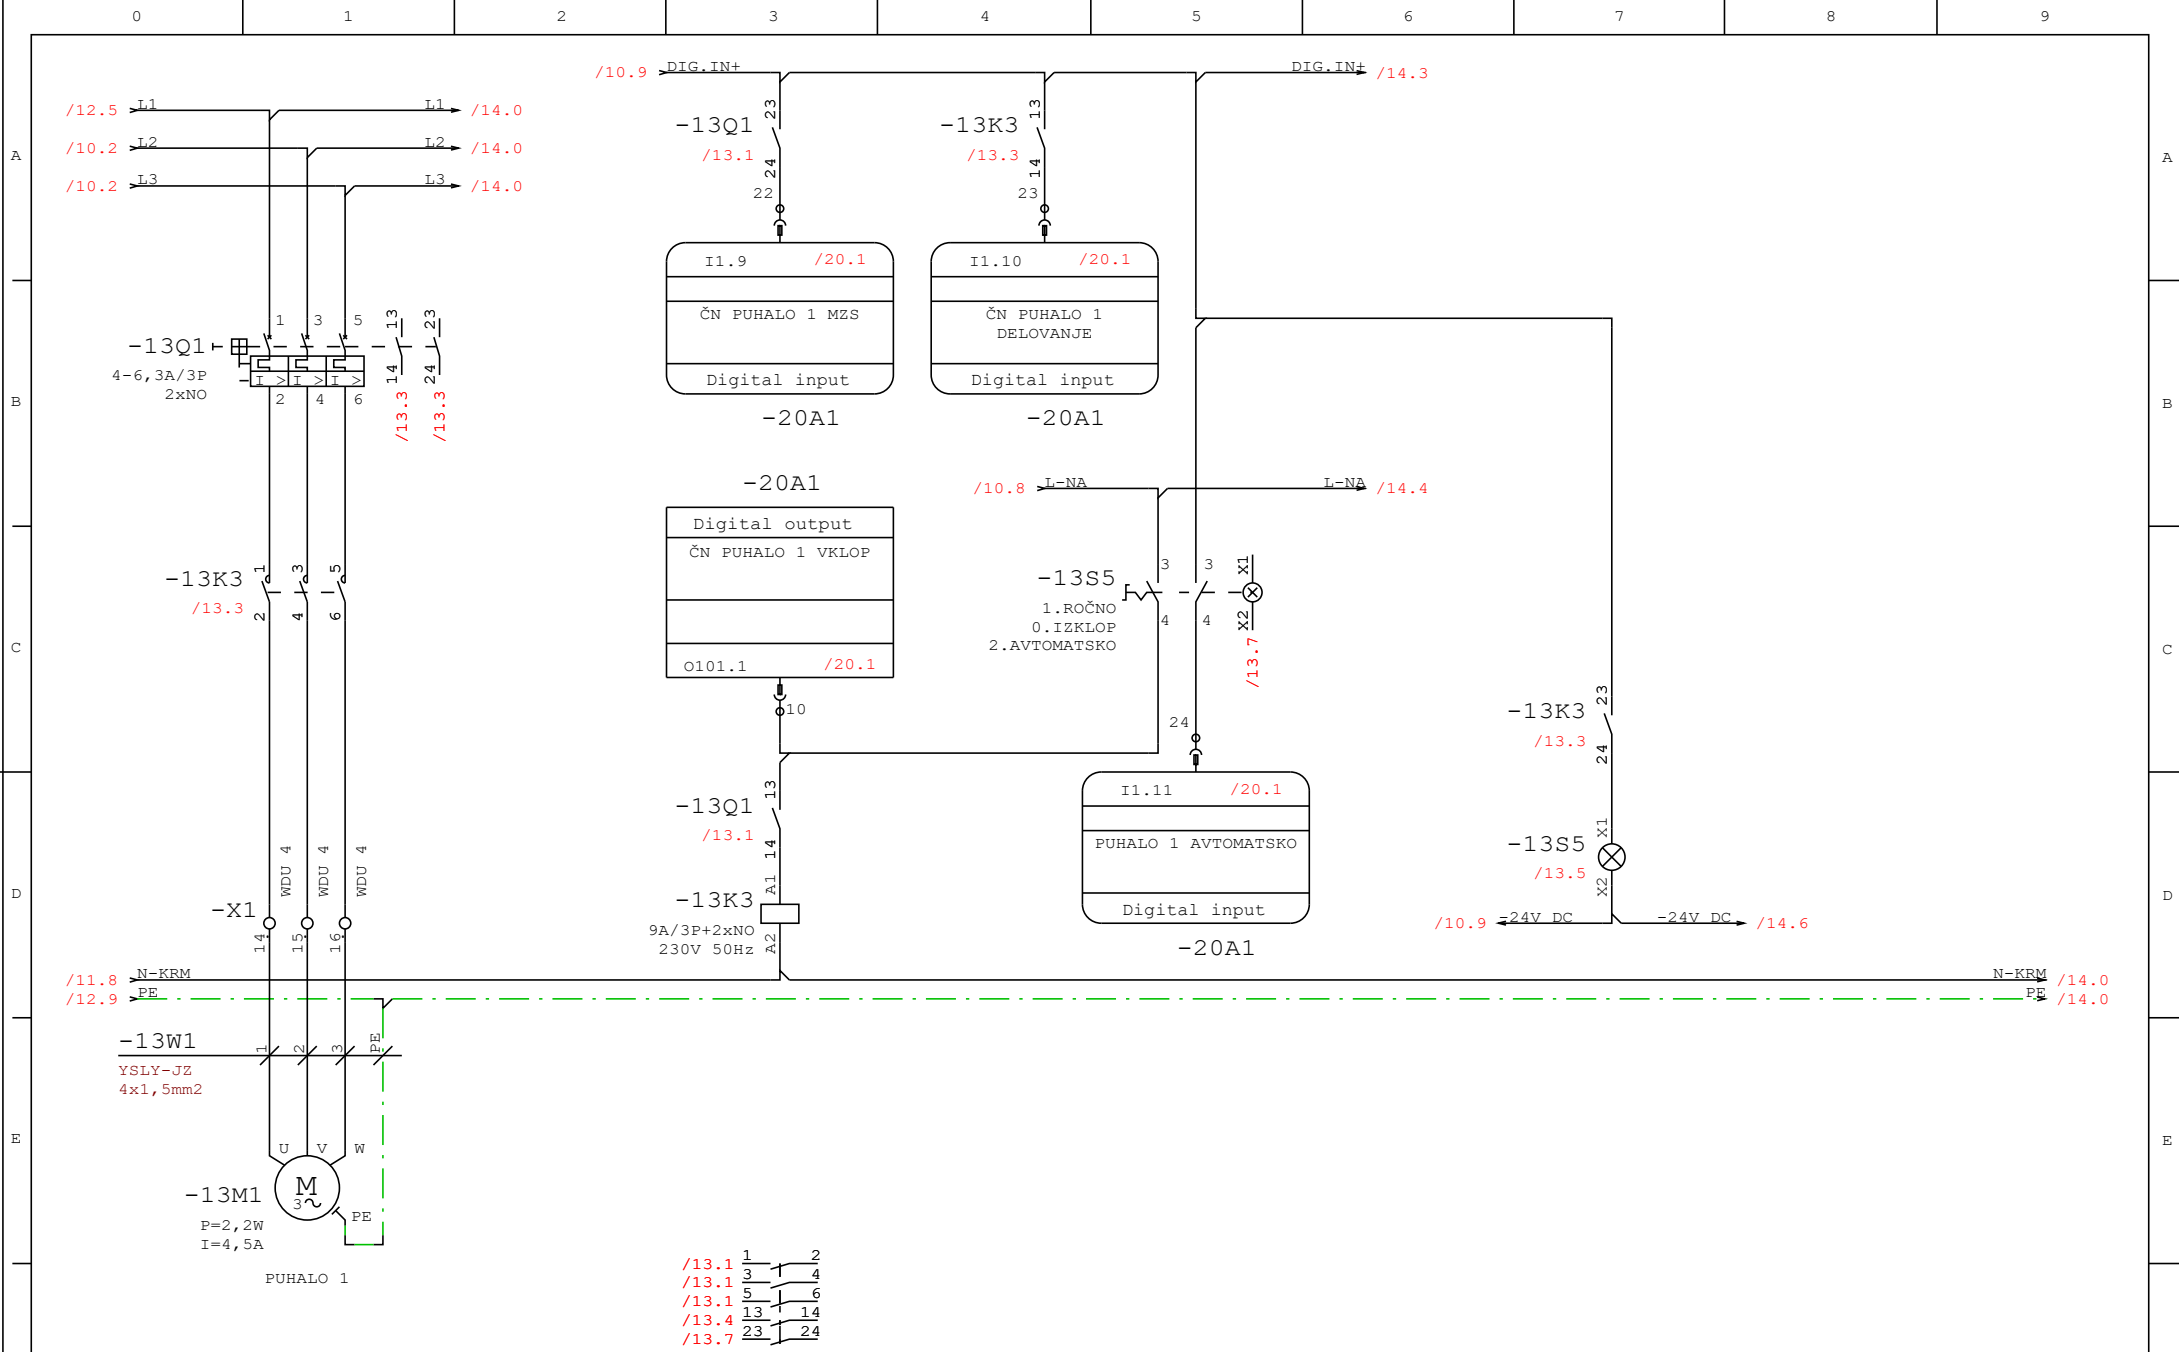 0 1 2 3 4 5 6 7 8 9
/10.9 DIG.IN+ DIG.IN+ /14.3
/12.5 L1 L1 /14.0
/10.2 L2 L2 /14.0
/10.2 L3 L3 /14.0
A A
-13Q1
/13.1
23
24
22
-13K3
/13.3
13
14
23
I1.9 /20.1
ČN PUHALO 1 MZS
Digital input
-20A1
I1.10 /20.1
ČN PUHALO 1
DELOVANJE
Digital input
-20A1
1 3 5 13 23
-13Q1
4-6,3A/3P
2xNO
I > I > I >
2 4 6 14 24
/13.3 /13.3
B B
-20A1
Digital output
ČN PUHALO 1 VKLOP
O101.1 /20.1
10
/10.8 L-NA L-NA /14.4
-13K3
/13.3
1 3 5
2 4 6
-13S5
1.ROČNO
0.IZKLOP
2.AVTOMATSKO
3 3 X1
4 4 X2
/13.7
C C
24
-13K3
/13.3
23
24
-13Q1
/13.1
13
14
I1.11 /20.1
PUHALO 1 AVTOMATSKO
Digital input
-20A1
-13S5
/13.5
X1
X2
WDU 4 WDU 4 WDU 4
-X1
14 15 16
D D
-13K3
9A/3P+2xNO
230V 50Hz
A1
A2
/10.9 -24V DC -24V DC /14.6
/11.8 N-KRM N-KRM /14.0
/12.9 PE PE /14.0
-13W1
YSLY-JZ
4x1,5mm2
1 2 3 PE
E E
U V W
-13M1
M
3
P=2,2W
I=4,5A
PE
PUHALO 1
/13.1 1 2
/13.1 3 4
/13.1 5 6
/13.4 13 14
/13.7 23 24